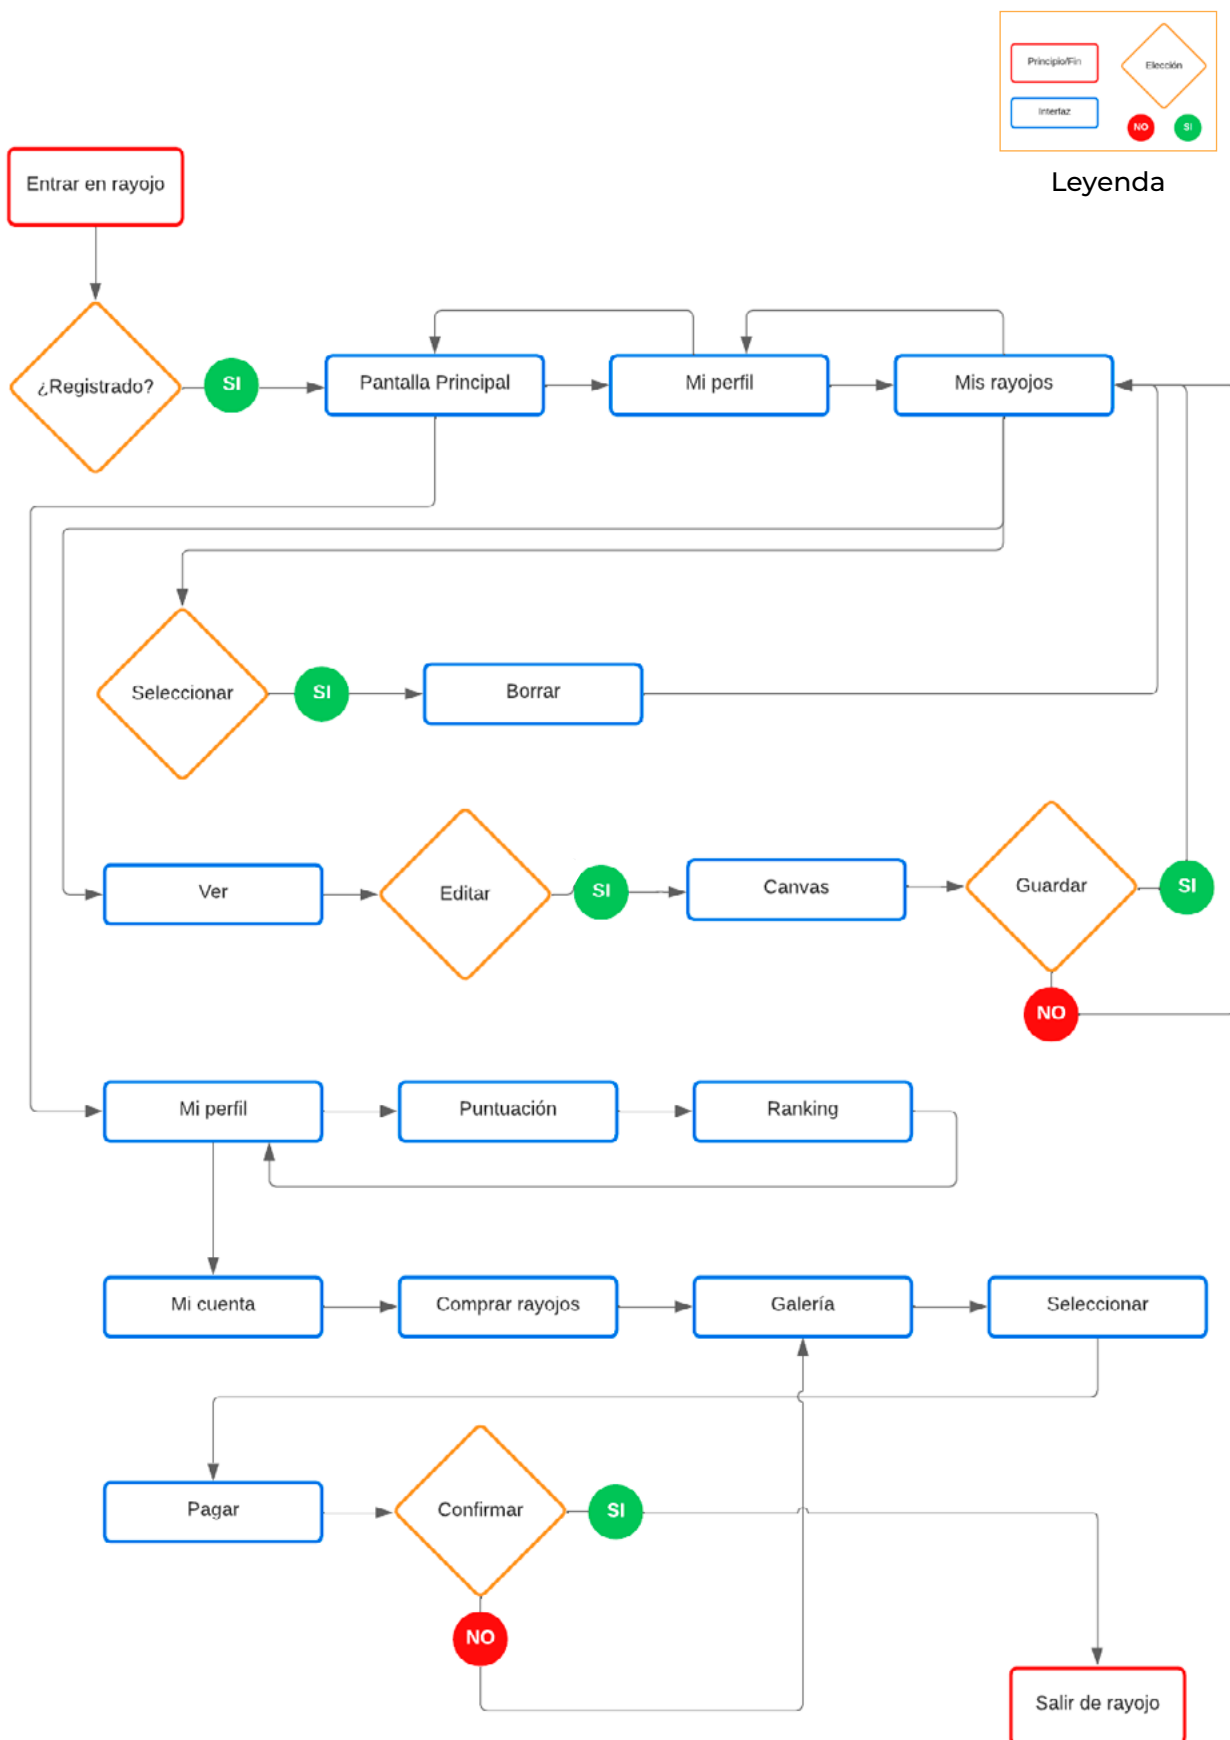 Principio/Fin
Elección
Interfaz
NO
SI
Leyenda
Entrar en rayojo
¿Registrado?
SI
Pantalla Principal
Mi perfil
Mis rayojos
Seleccionar
SI
Borrar
Ver
Editar
SI
Canvas
Guardar
SI
NO
Mi perfil
Puntuación
Ranking
Mi cuenta
Comprar rayojos
Galería
Seleccionar
Pagar
Confirmar
SI
NO
Salir de rayojo